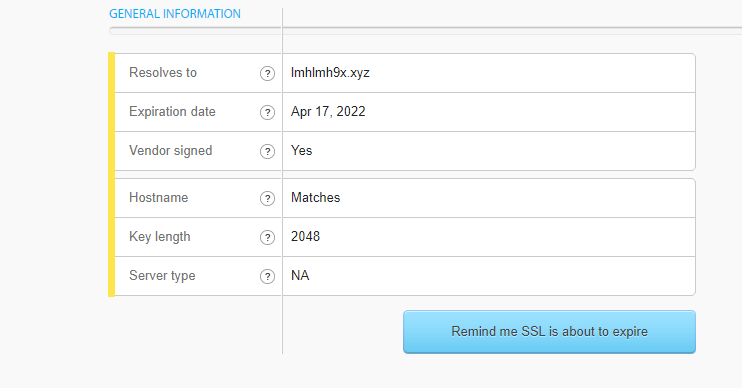 GENERAL INFORMATION
Resolves to ? lmhlmh9x.xyz
Expiration date ? Apr 17, 2022
Vendor signed ? Yes
Hostname ? Matches
Key length ? 2048
Server type ? NA
Remind me SSL is about to expire